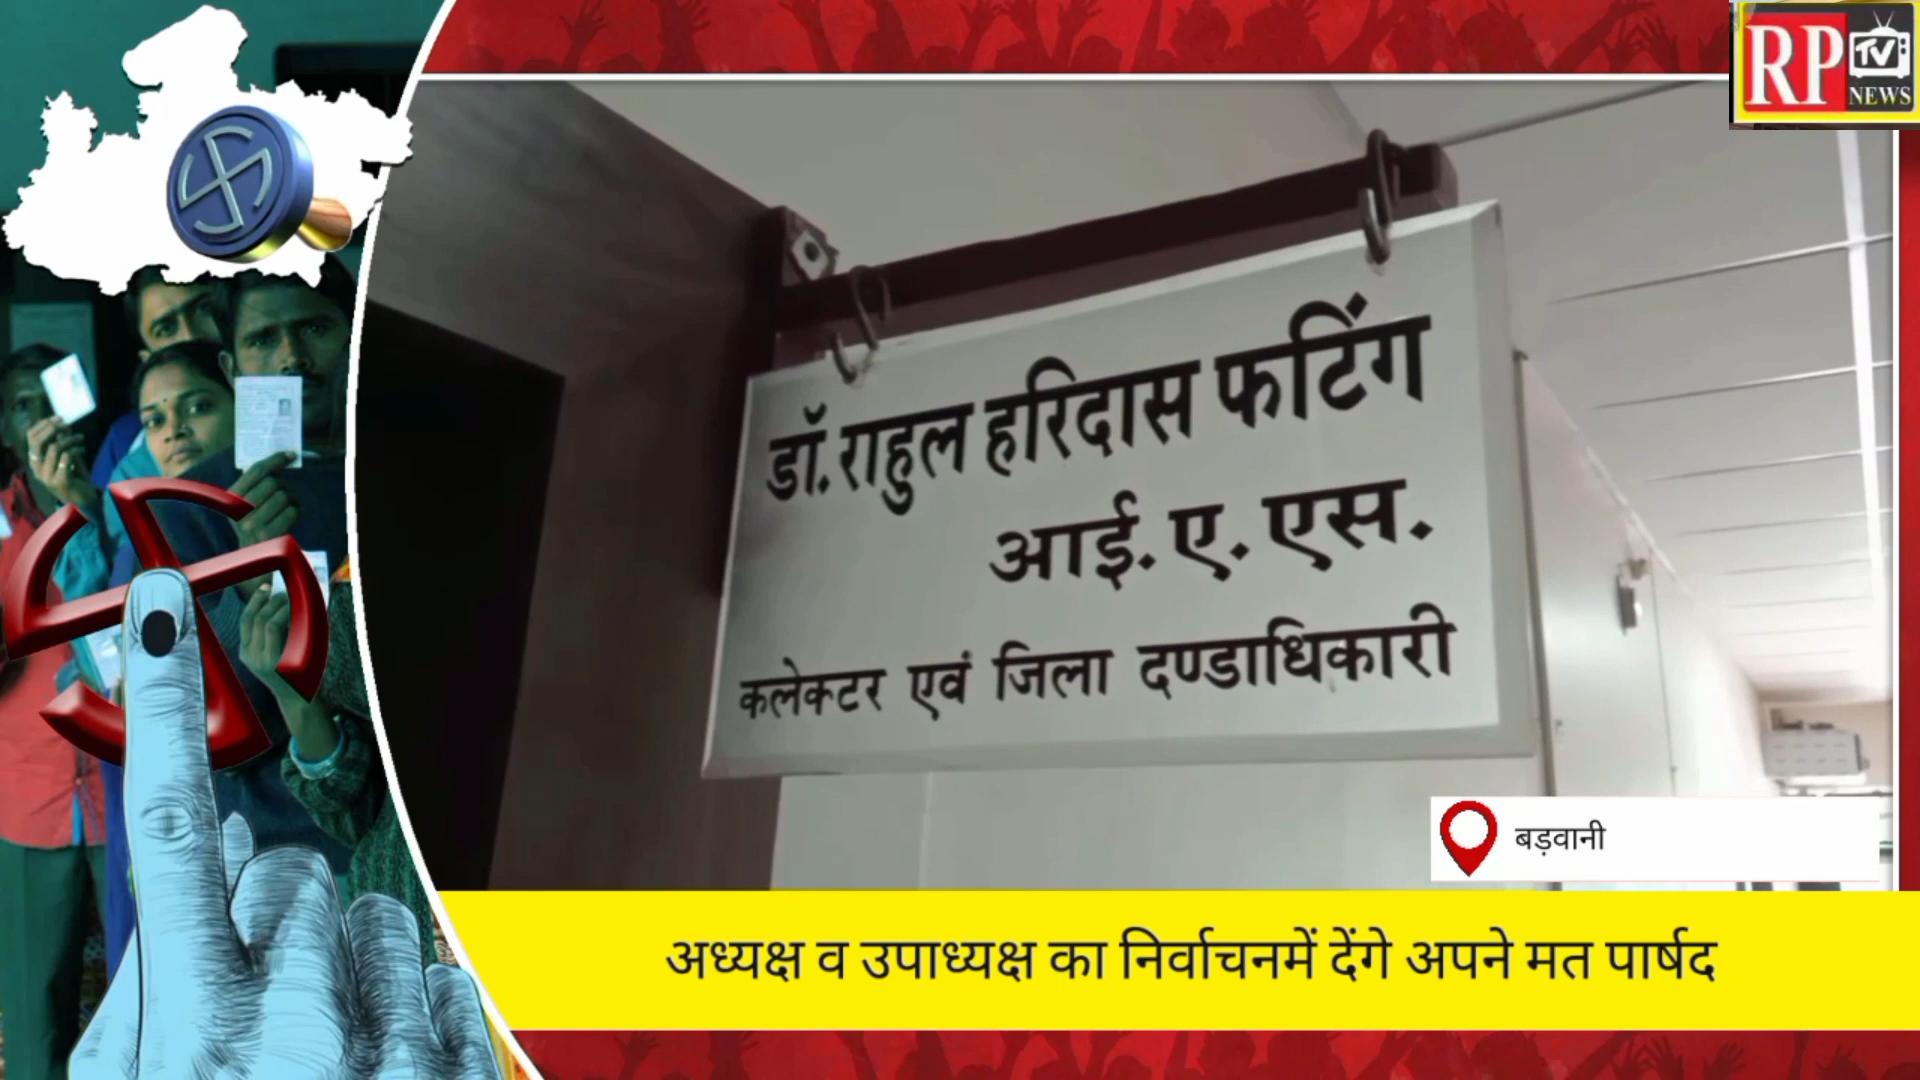 RP TV
NEWS
डॉ. राहुल हरिदास फटिंग
आई. ए. एस.
कलेक्टर एवं जिला दण्डाधिकारी
बड़वानी
अध्यक्ष व उपाध्यक्ष का निर्वाचनमें देंगे अपने मत पार्षद